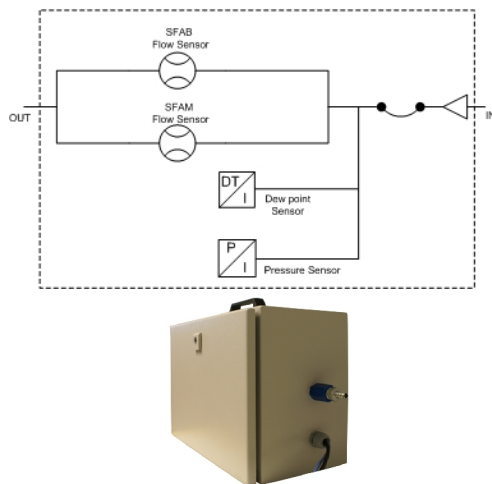 SFAB
Flow Sensor
SFAM
Flow Sensor
OUT
IN
DT
I
Dew point
Sensor
P
I
Pressure Sensor